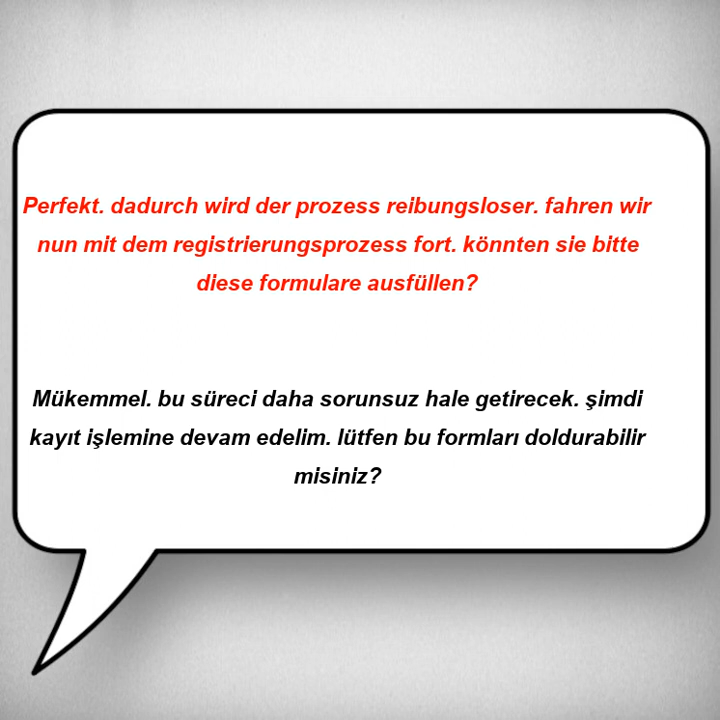 Perfekt. dadurch wird der prozess reibungsloser. fahren wir
nun mit dem registrierungsprozess fort. könnten sie bitte
diese formulare ausfüllen?
Mükemmel. bu süreci daha sorunsuz hale getirecek. şimdi
kayıt işlemine devam edelim. lütfen bu formları doldurabilir
misiniz?